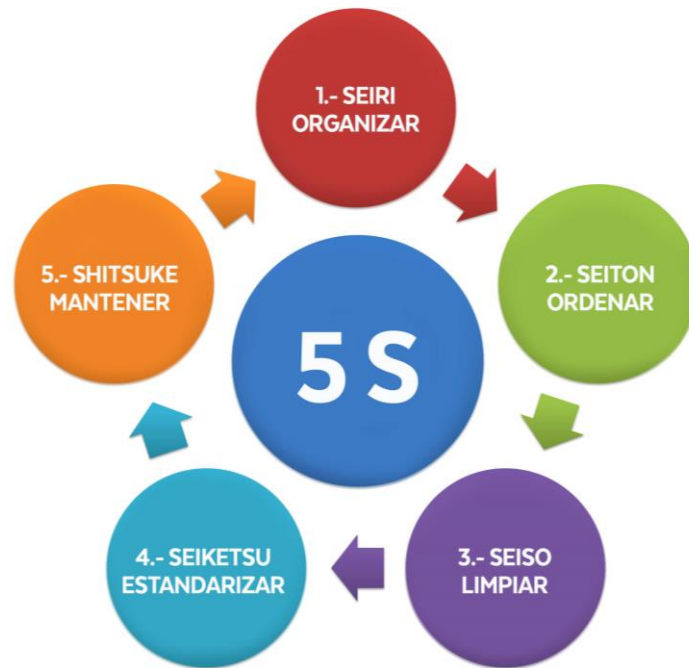 1.- SEIRI
ORGANIZAR
2.- SEITON
ORDENAR
3.- SEISO
LIMPIAR
4.- SEIKETSU
ESTANDARIZAR
5.- SHITSUKE
MANTENER
5 S